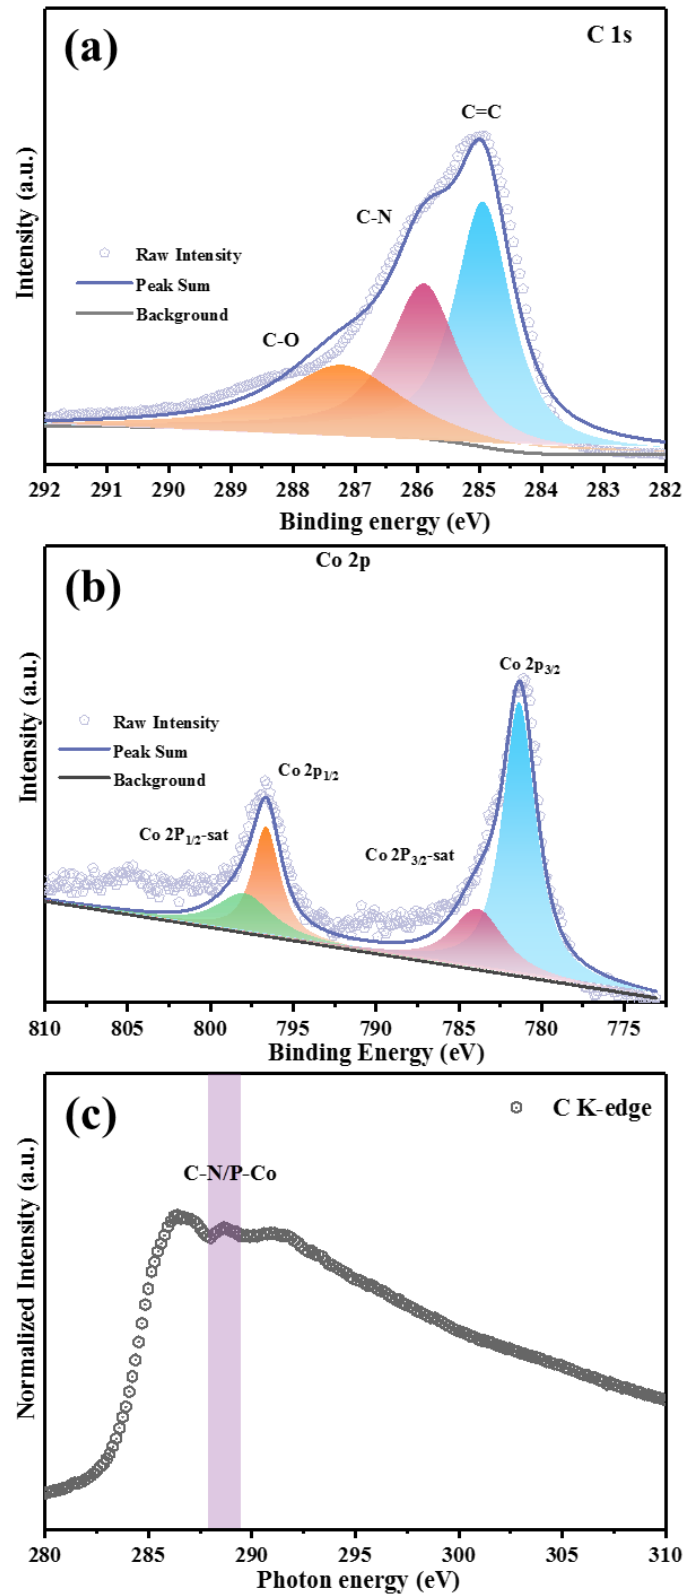 (a)
C 1s
C=C
C-N
C-O
Raw Intensity
Peak Sum
Background
Intensity (a.u.)
292 291 290 289 288 287 286 285 284 283 282
Binding energy (eV)
(b)
Co 2p
Co 2p3/2
Co 2p1/2
Co 2P1/2-sat
Co 2P3/2-sat
Raw Intensity
Peak Sum
Background
Intensity (a.u.)
810 805 800 795 790 785 780 775
Binding Energy (eV)
(c)
C K-edge
C-N/P-Co
Normalized Intensity (a.u.)
280 285 290 295 300 305 310
Photon energy (eV)